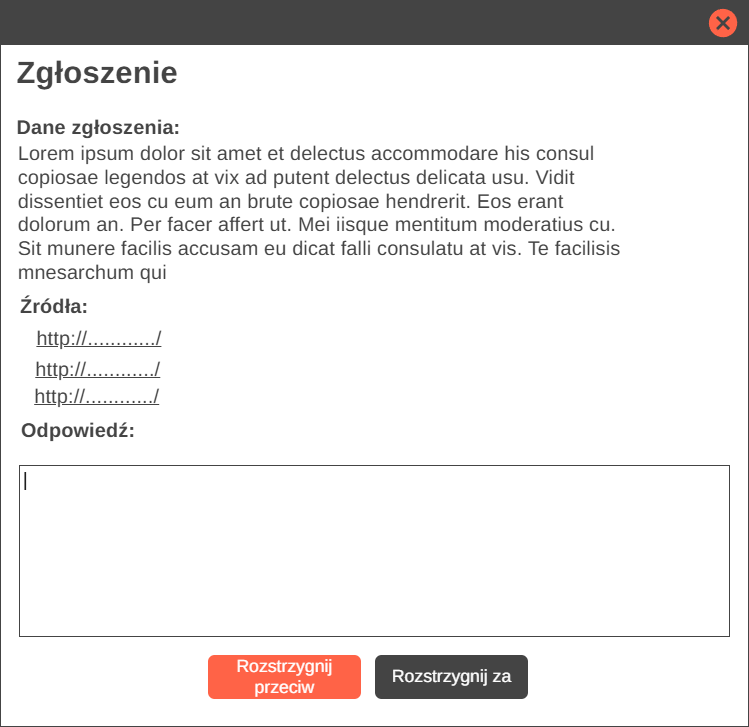 Zgłoszenie
Dane zgłoszenia:
Lorem ipsum dolor sit amet et delectus accommodare his consul
copiosae legendos at vix ad putent delectus delicata usu. Vidit
dissentiet eos cu eum an brute copiosae hendrerit. Eos erant
dolorum an. Per facer affert ut. Mei iisque mentitum moderatius cu.
Sit munere facilis accusam eu dicat falli consulatu at vis. Te facilisis
mnesarchum qui
Źródła:
http://............/
http://............/
http://............/
Odpowiedź:
Rozstrzygnij
przeciw
Rozstrzygnij za